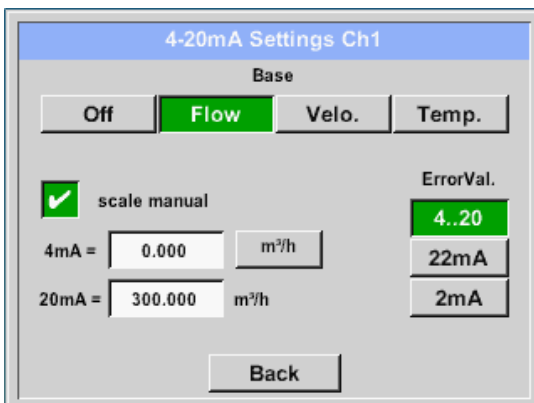 4-20mA Settings Ch1
Base
Off Flow Velo. Temp.
ErrorVal.
✔ scale manual
4..20
4mA = 0.000 m³/h
22mA
20mA = 300.000 m³/h
2mA
Back